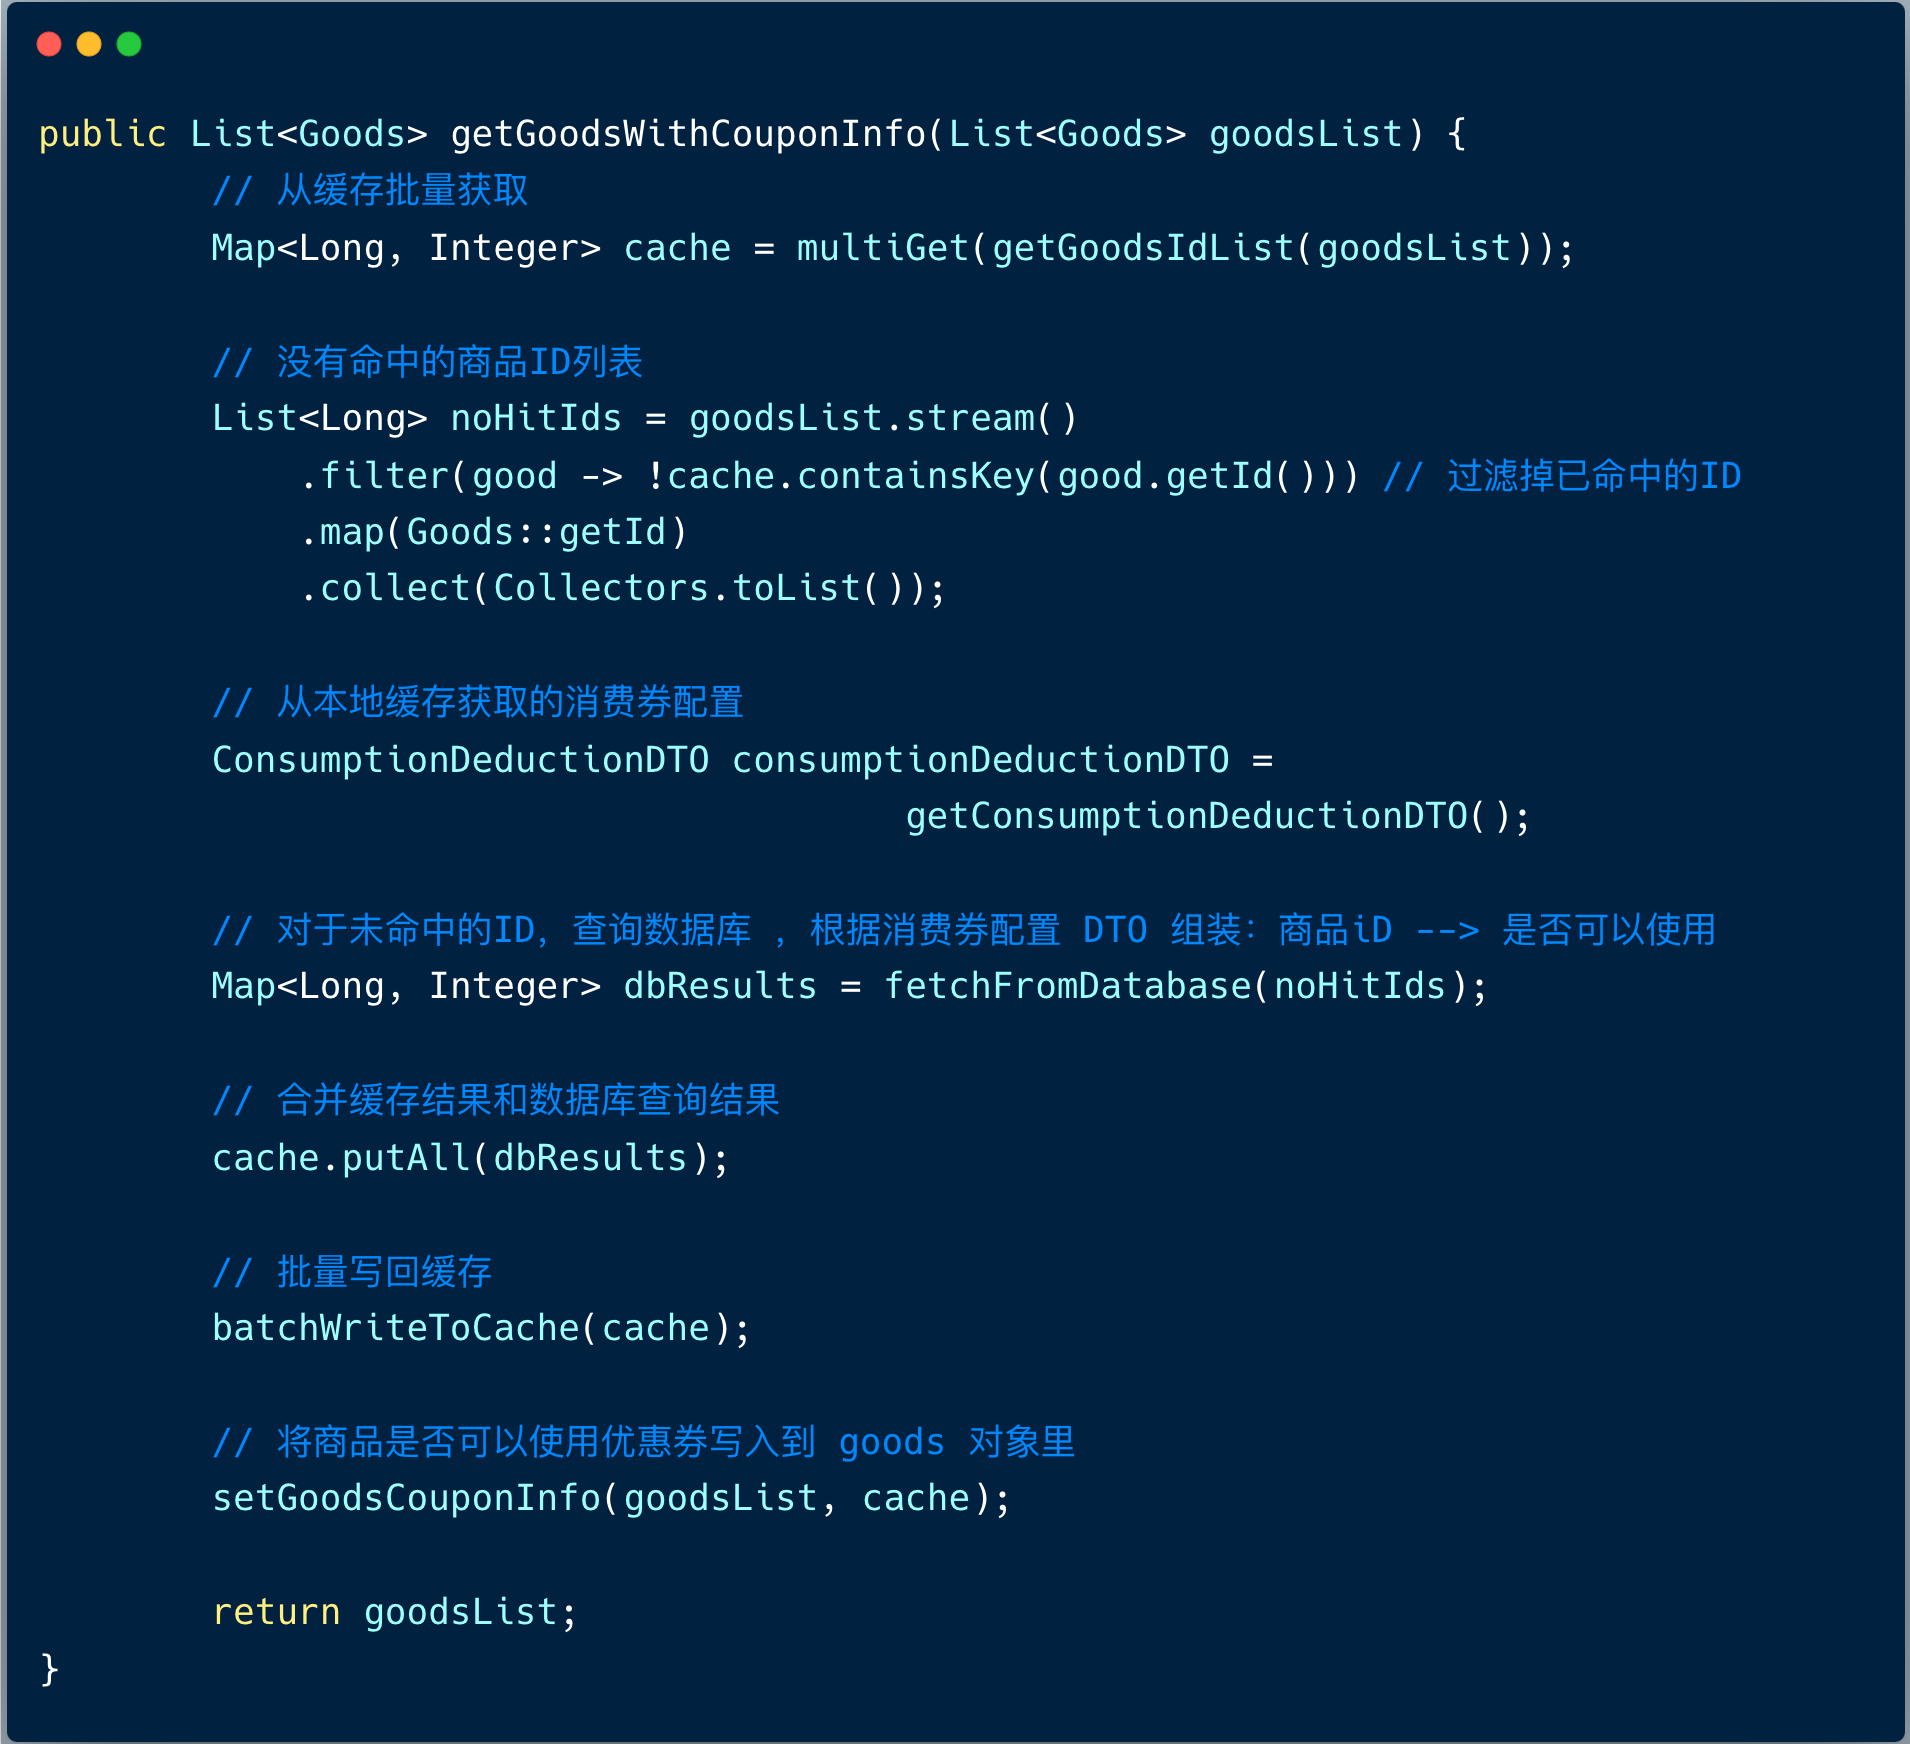 public List<Goods> getGoodsWithCouponInfo(List<Goods> goodsList) {
// 从缓存批量获取
Map<Long, Integer> cache = multiGet(getGoodsIdList(goodsList));
// 没有命中的商品ID列表
List<Long> noHitIds = goodsList.stream()
.filter(good -> !cache.containsKey(good.getId())) // 过滤掉已命中的ID
.map(Goods::getId)
.collect(Collectors.toList());
// 从本地缓存获取的消费券配置
ConsumptionDeductionDTO consumptionDeductionDTO =
getConsumptionDeductionDTO();
// 对于未命中的ID, 查询数据库 , 根据消费券配置 DTO 组装: 商品iD --> 是否可以使用
Map<Long, Integer> dbResults = fetchFromDatabase(noHitIds);
// 合并缓存结果和数据库查询结果
cache.putAll(dbResults);
// 批量写回缓存
batchWriteToCache(cache);
// 将商品是否可以使用优惠券写入到 goods 对象里
setGoodsCouponInfo(goodsList, cache);
return goodsList;
}